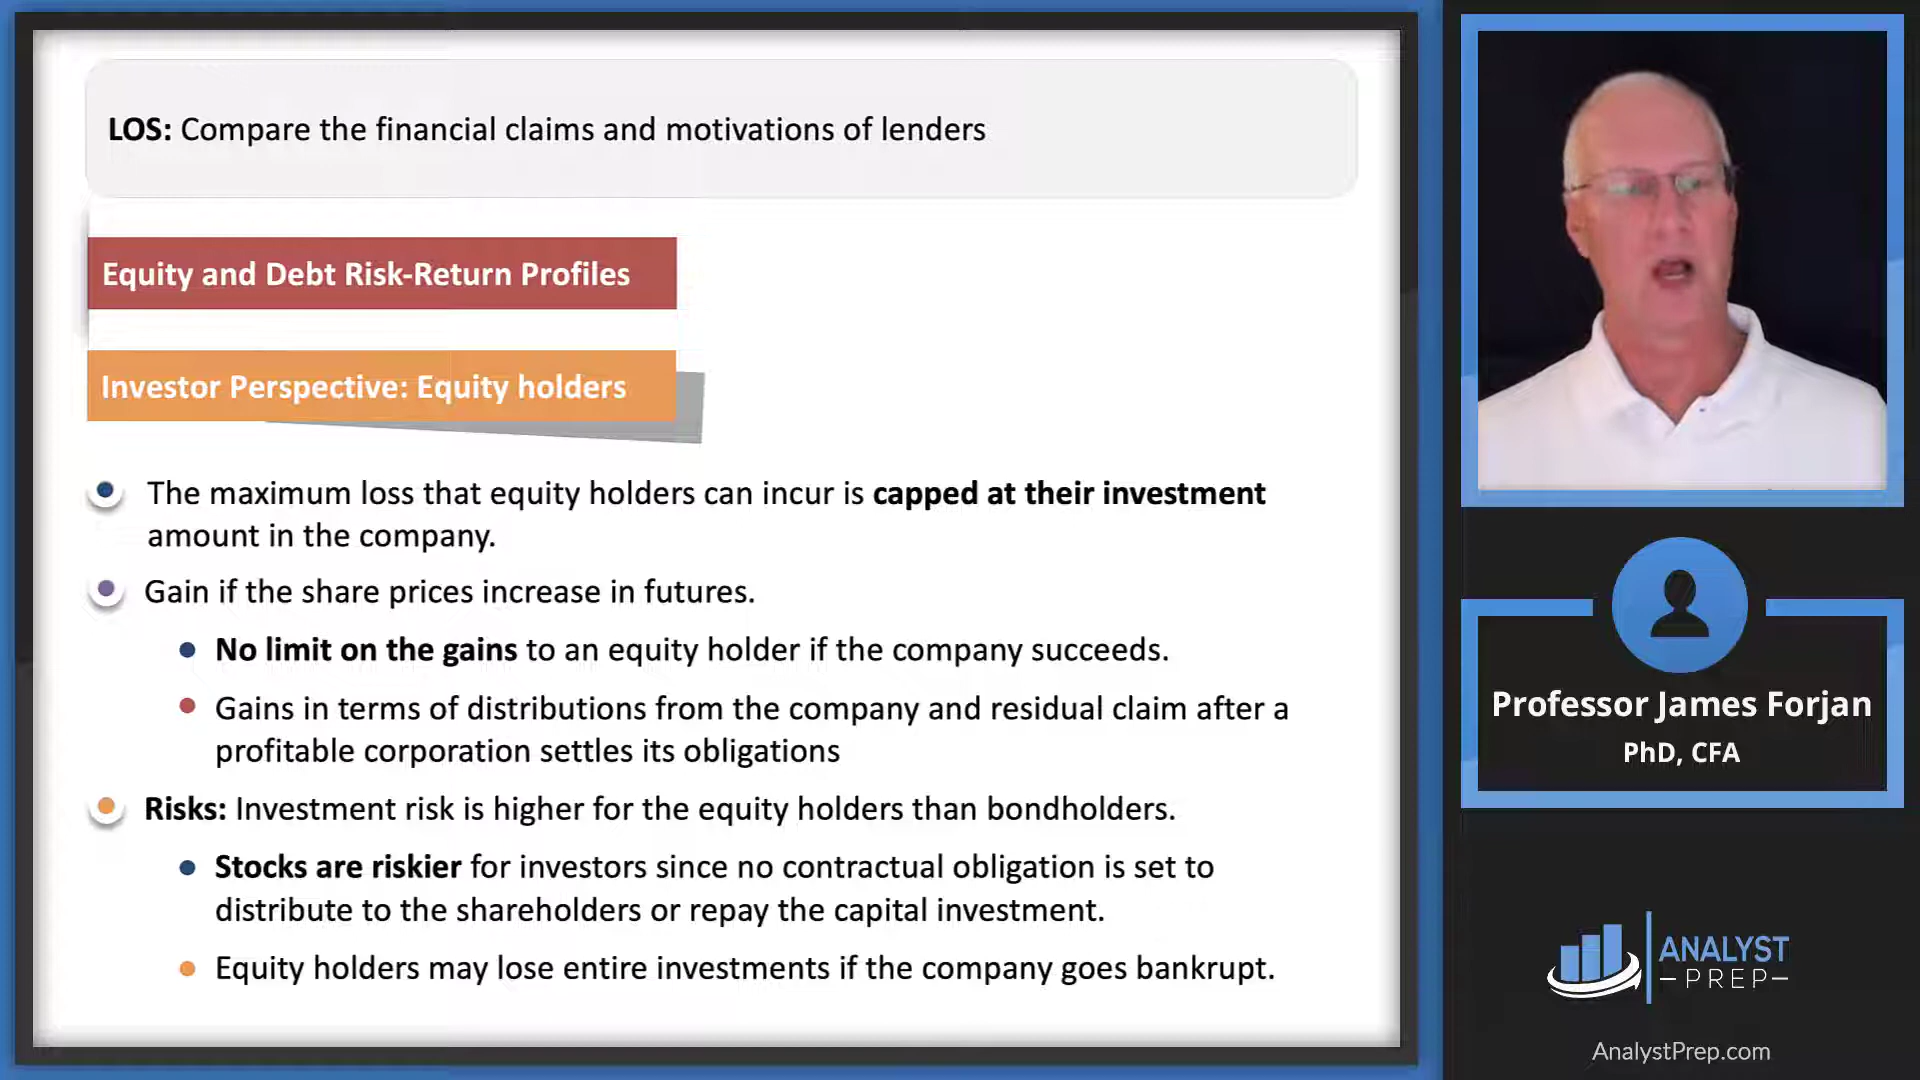 LOS: Compare the financial claims and motivations of lenders
Equity and Debt Risk-Return Profiles
Investor Perspective: Equity holders
The maximum loss that equity holders can incur is capped at their investment
amount in the company.
Gain if the share prices increase in futures.
No limit on the gains to an equity holder if the company succeeds.
Gains in terms of distributions from the company and residual claim after a
profitable corporation settles its obligations
Risks: Investment risk is higher for the equity holders than bondholders.
Stocks are riskier for investors since no contractual obligation is set to
distribute to the shareholders or repay the capital investment.
Equity holders may lose entire investments if the company goes bankrupt.
Professor James Forjan
PhD, CFA
ANALYST
PREP
AnalystPrep.com